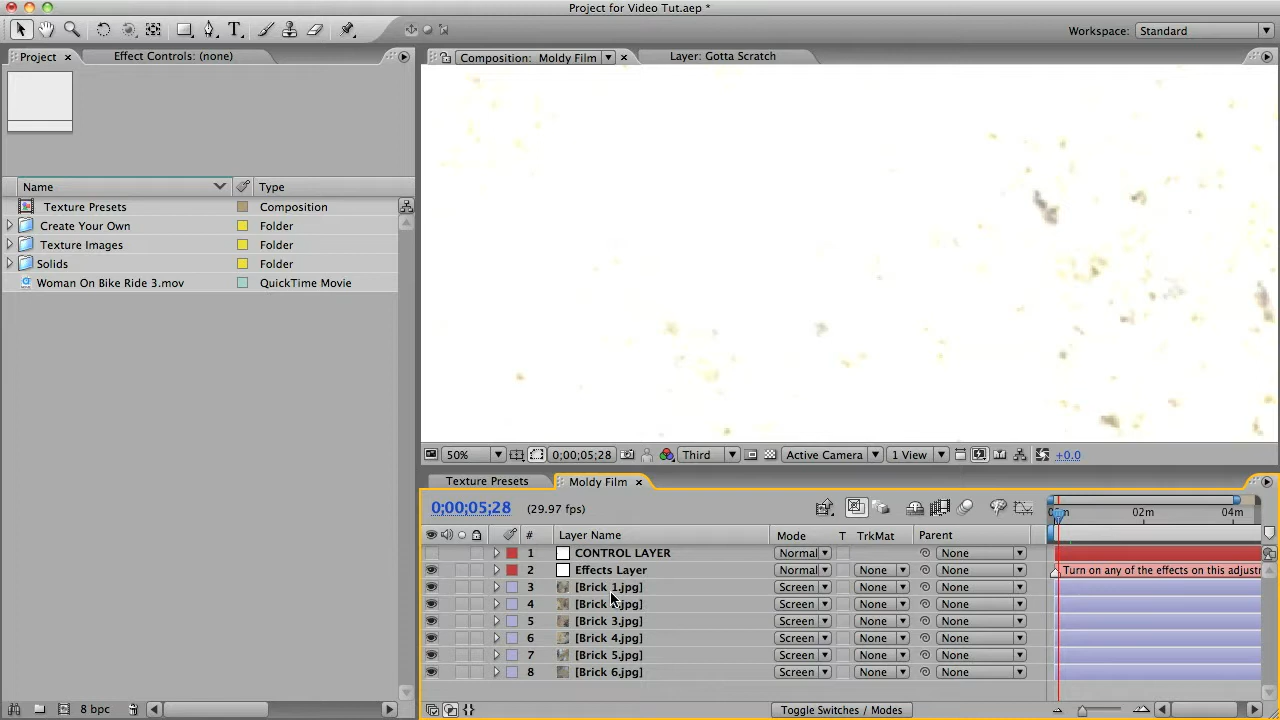 Project for Video Tut.aep *
Workspace: Standard
Project
Effect Controls: (none)
Composition: Moldy Film
Layer: Gotta Scratch
Name Type
Texture Presets Composition
Create Your Own Folder
Texture Images Folder
Solids Folder
Woman On Bike Ride 3.mov QuickTime Movie
50% 0;00;05;28 Third Active Camera 1 View +0.0
Texture Presets Moldy Film
0;00;05;28 (29.97 fps)
02m 04m
# Layer Name Mode T TrkMat Parent
1 CONTROL LAYER Normal None
2 Effects Layer Normal None None Turn on any of the effects on this
3 [Brick 1.jpg] Screen None None
4 [Brick .jpg] Screen None None
5 [Brick 3.jpg] Screen None None
6 [Brick 4.jpg] Screen None None
7 [Brick 5.jpg] Screen None None
8 [Brick 6.jpg] Screen None None
8 bpc
Toggle Switches / Modes